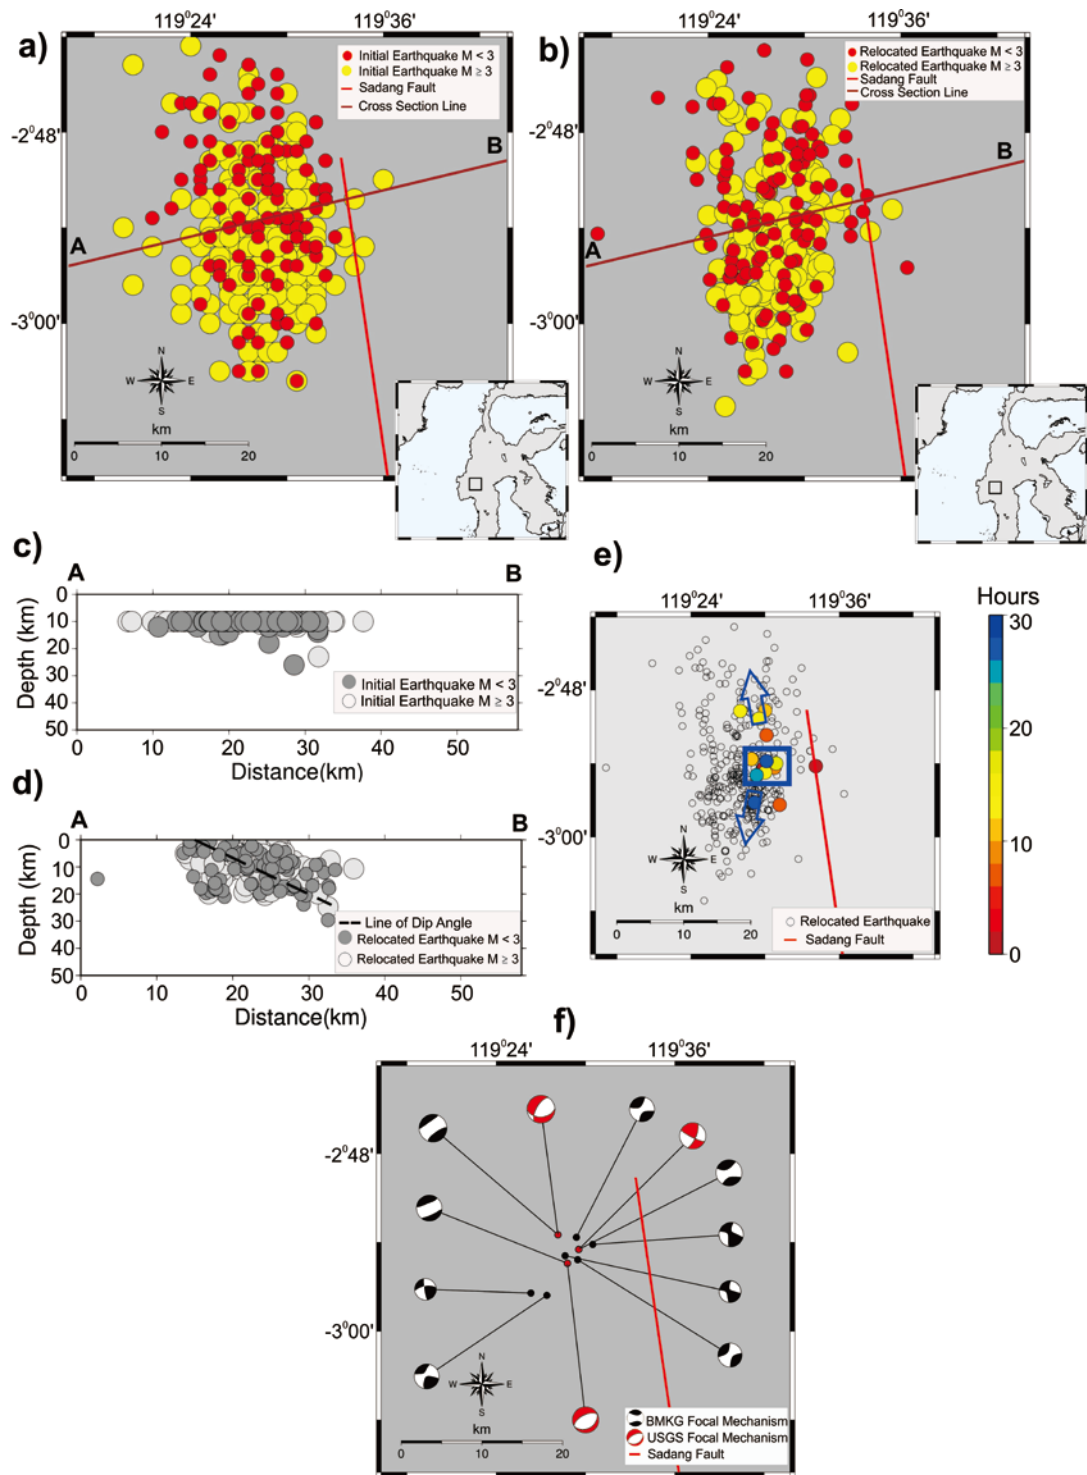 119°24'
119°36'
119°24'
119°36'
a)
Initial Earthquake M < 3
Initial Earthquake M ≥ 3
Sadang Fault
Cross Section Line
b)
Relocated Earthquake M < 3
Relocated Earthquake M ≥ 3
Sadang Fault
Cross Section Line
-2°48'
-2°48'
B
B
A
A
-3°00'
-3°00'
N
W
E
S
N
W
E
S
km
0
10
20
km
0
10
20
c)
A
B
0
10
20
30
40
50
Depth (km)
Initial Earthquake M < 3
Initial Earthquake M ≥ 3
0
10
20
30
40
50
Distance(km)
d)
A
B
0
10
20
30
40
50
Depth (km)
Line of Dip Angle
Relocated Earthquake M < 3
Relocated Earthquake M ≥ 3
0
10
20
30
40
50
Distance(km)
e)
119°24'
119°36'
-2°48'
-3°00'
N
W
E
S
km
0
10
20
Relocated Earthquake
Sadang Fault
Hours
30
20
10
0
f)
119°24'
119°36'
-2°48'
-3°00'
N
W
E
S
km
0
10
20
BMKG Focal Mechanism
USGS Focal Mechanism
Sadang Fault